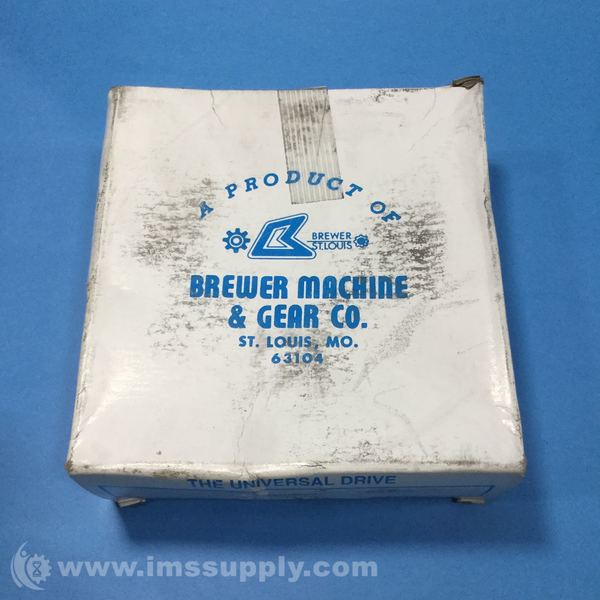 A PRODUCT OF
BREWER
ST.LOUIS
BREWER MACHINE
& GEAR CO.
ST. LOUIS, MO.
63104
THE UNIVERSAL DRIVE
www.imssupply.com